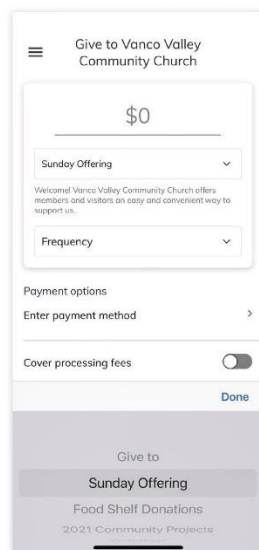 Give to Vanco Valley
Community Church
$0
Sunday Offering
Welcome! Vanco Valley Community Church offers
members and visitors an easy and convenient way to
support us.
Frequency
Payment options
Enter payment method
Cover processing fees
Done
Give to
Sunday Offering
Food Shelf Donations
2021 Community Projects